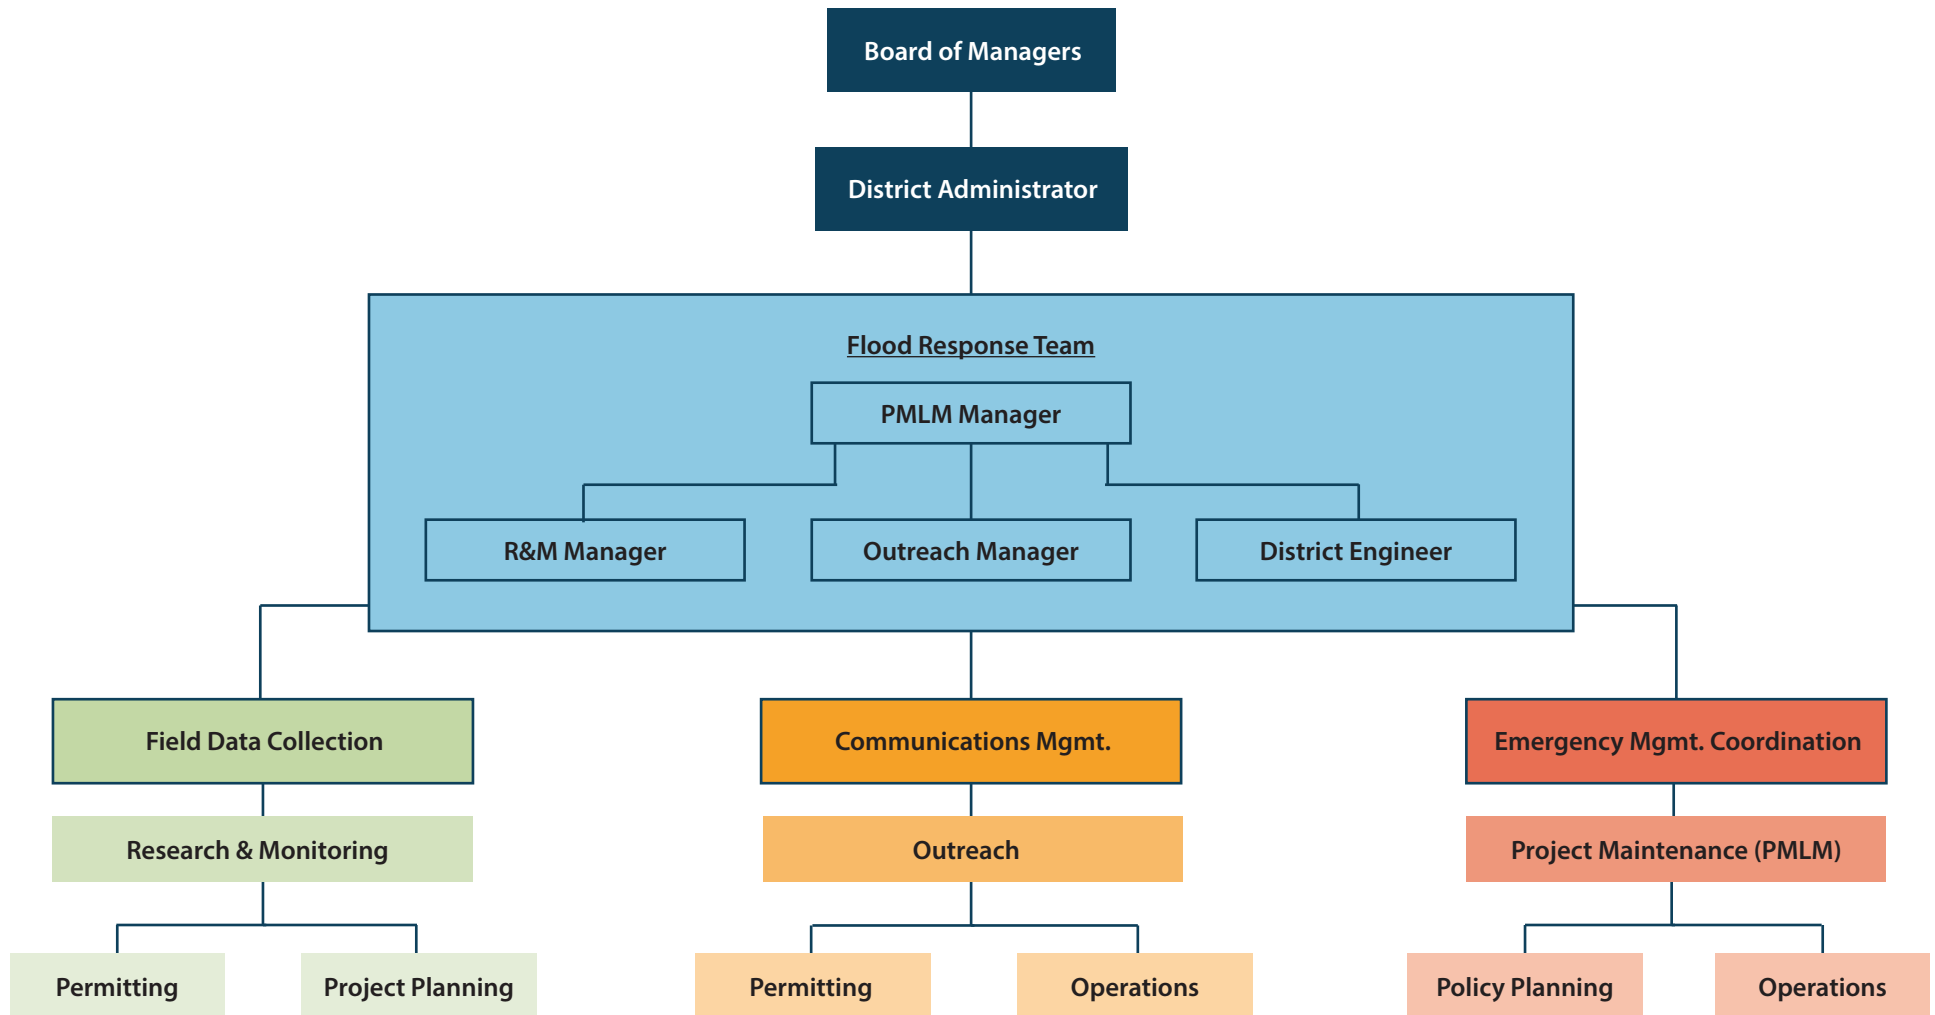 Board of Managers
District Administrator
Flood Response Team
PMLM Manager
R&M Manager
Outreach Manager
District Engineer
Field Data Collection
Communications Mgmt.
Emergency Mgmt. Coordination
Research & Monitoring
Outreach
Project Maintenance (PMLM)
Permitting
Project Planning
Permitting
Operations
Policy Planning
Operations